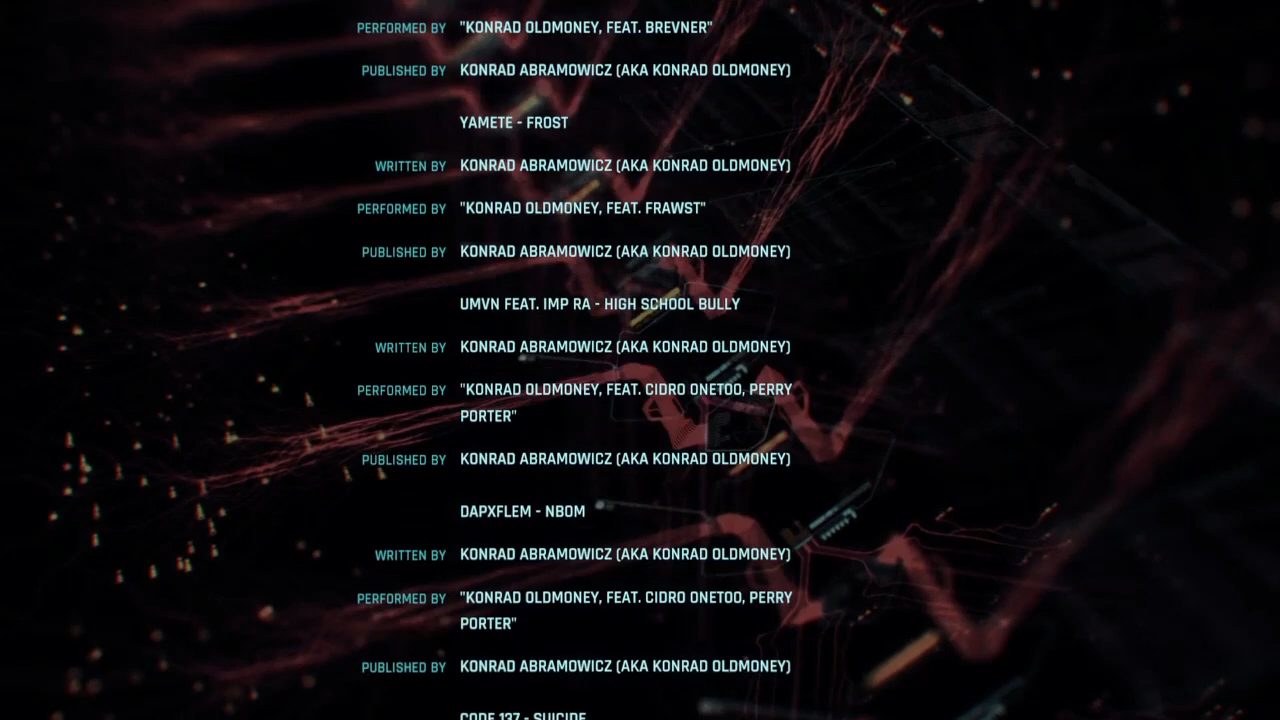 PERFORMED BY "KONRAD OLDMONEY, FEAT. BREVNER"
PUBLISHED BY KONRAD ABRAMOWICZ (AKA KONRAD OLDMONEY)
YAMETE - FROST
WRITTEN BY KONRAD ABRAMOWICZ (AKA KONRAD OLDMONEY)
PERFORMED BY "KONRAD OLDMONEY, FEAT. FRAWST"
PUBLISHED BY KONRAD ABRAMOWICZ (AKA KONRAD OLDMONEY)
UMVN FEAT. IMP RA - HIGH SCHOOL BULLY
WRITTEN BY KONRAD ABRAMOWICZ (AKA KONRAD OLDMONEY)
PERFORMED BY "KONRAD OLDMONEY, FEAT. CIDRO ONETOO, PERRY
PORTER"
PUBLISHED BY KONRAD ABRAMOWICZ (AKA KONRAD OLDMONEY)
DAPXFLEM - NBOM
WRITTEN BY KONRAD ABRAMOWICZ (AKA KONRAD OLDMONEY)
PERFORMED BY "KONRAD OLDMONEY, FEAT. CIDRO ONETOO, PERRY
PORTER"
PUBLISHED BY KONRAD ABRAMOWICZ (AKA KONRAD OLDMONEY)
CODE 137 - SUICIDE